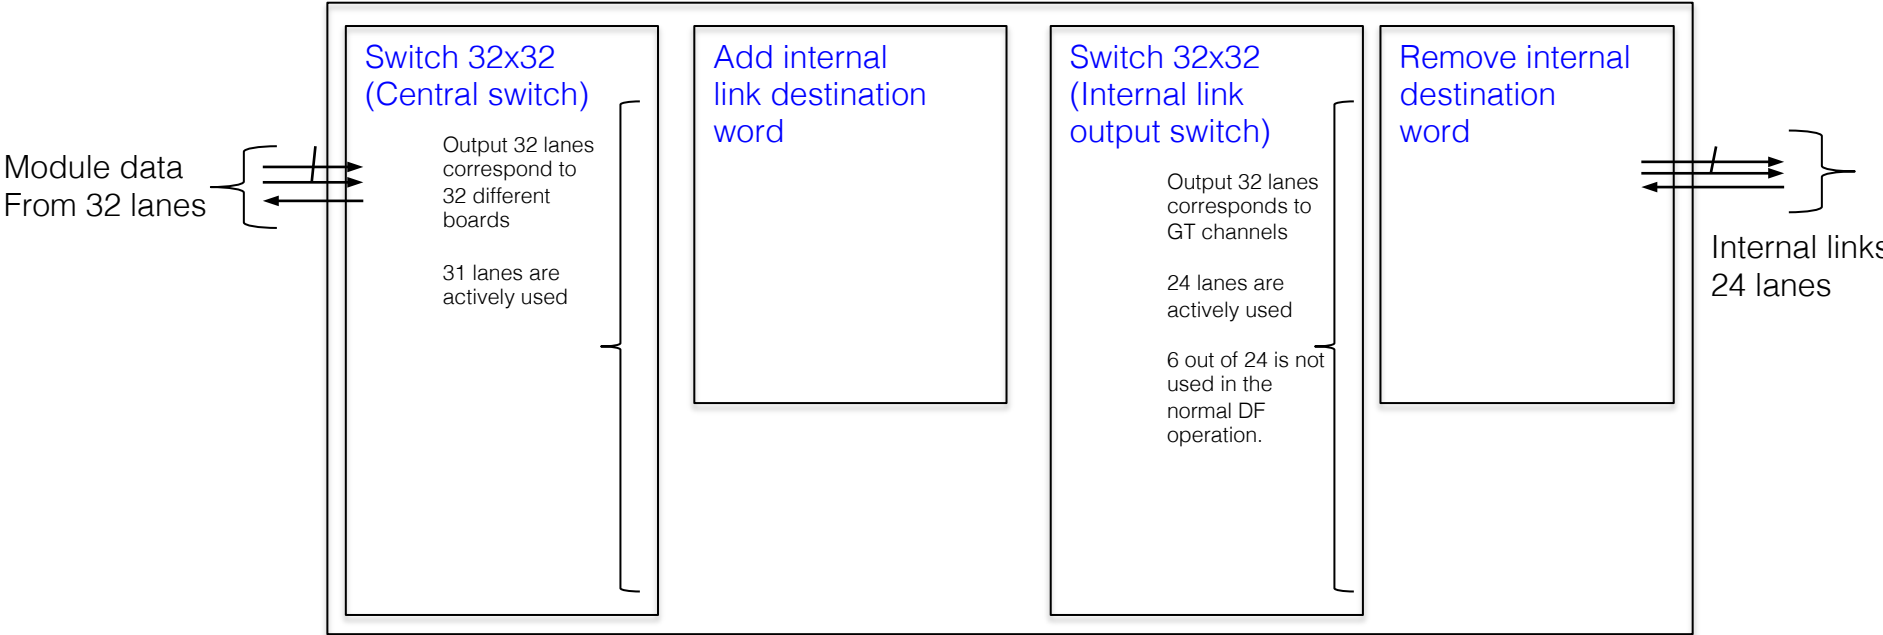 Module data
From 32 lanes
Switch 32x32
(Central switch)
Output 32 lanes
correspond to
32 different
boards
31 lanes are
actively used
Add internal
link destination
word
Switch 32x32
(Internal link
output switch)
Output 32 lanes
corresponds to
GT channels
24 lanes are
actively used
6 out of 24 is not
used in the
normal DF
operation.
Remove internal
destination
word
Internal links
24 lanes